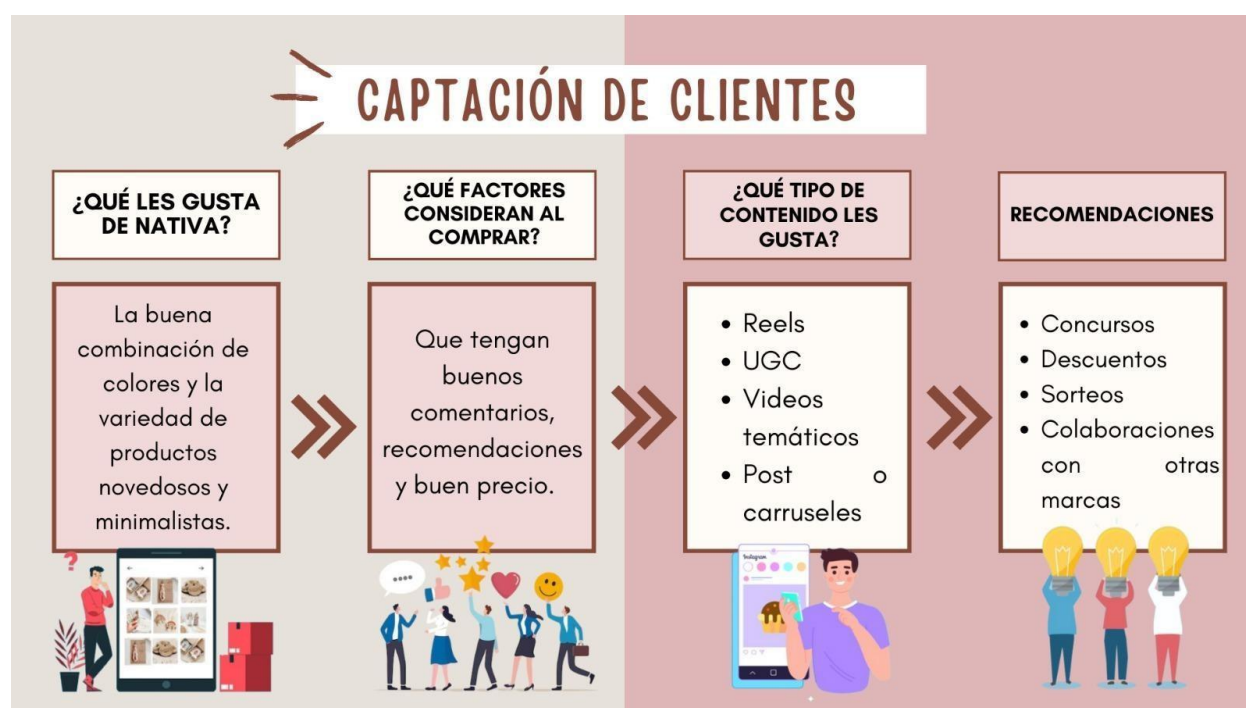 CAPTACIÓN DE CLIENTES
¿QUÉ LES GUSTA
DE NATIVA?
La buena
combinación de
colores y la
variedad de
productos
novedosos y
minimalistas.
¿QUÉ FACTORES
CONSIDERAN AL
COMPRAR?
Que tengan
buenos
comentarios,
recomendaciones
y buen precio.
¿QUÉ TIPO DE
CONTENIDO LES
GUSTA?
• Reels
• UGC
• Videos
temáticos
• Post o
carruseles
RECOMENDACIONES
• Concursos
• Descuentos
• Sorteos
• Colaboraciones
con otras
marcas
?
Instagram